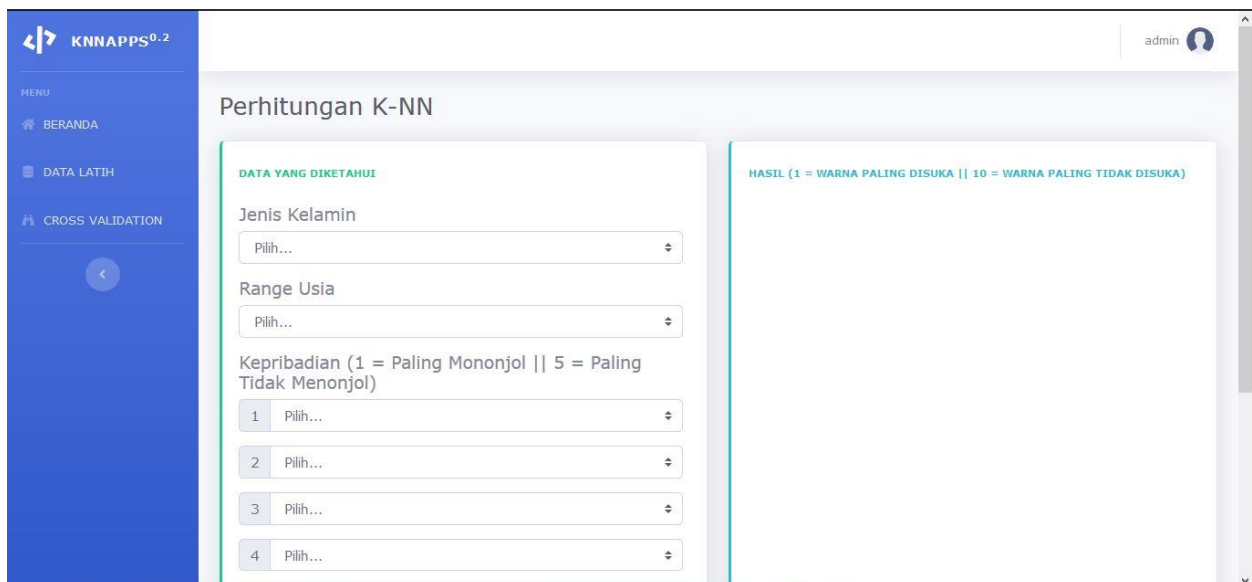 KNNAPPS0.2
admin
MENU
BERANDA
DATA LATIH
CROSS VALIDATION
Perhitungan K-NN
DATA YANG DIKETAHUI
Jenis Kelamin
Pilih...
Range Usia
Pilih...
Kepribadian (1 = Paling Mononjol || 5 = Paling
Tidak Menonjol)
1 Pilih...
2 Pilih...
3 Pilih...
4 Pilih...
HASIL (1 = WARNA PALING DISUKA || 10 = WARNA PALING TIDAK DISUKA)